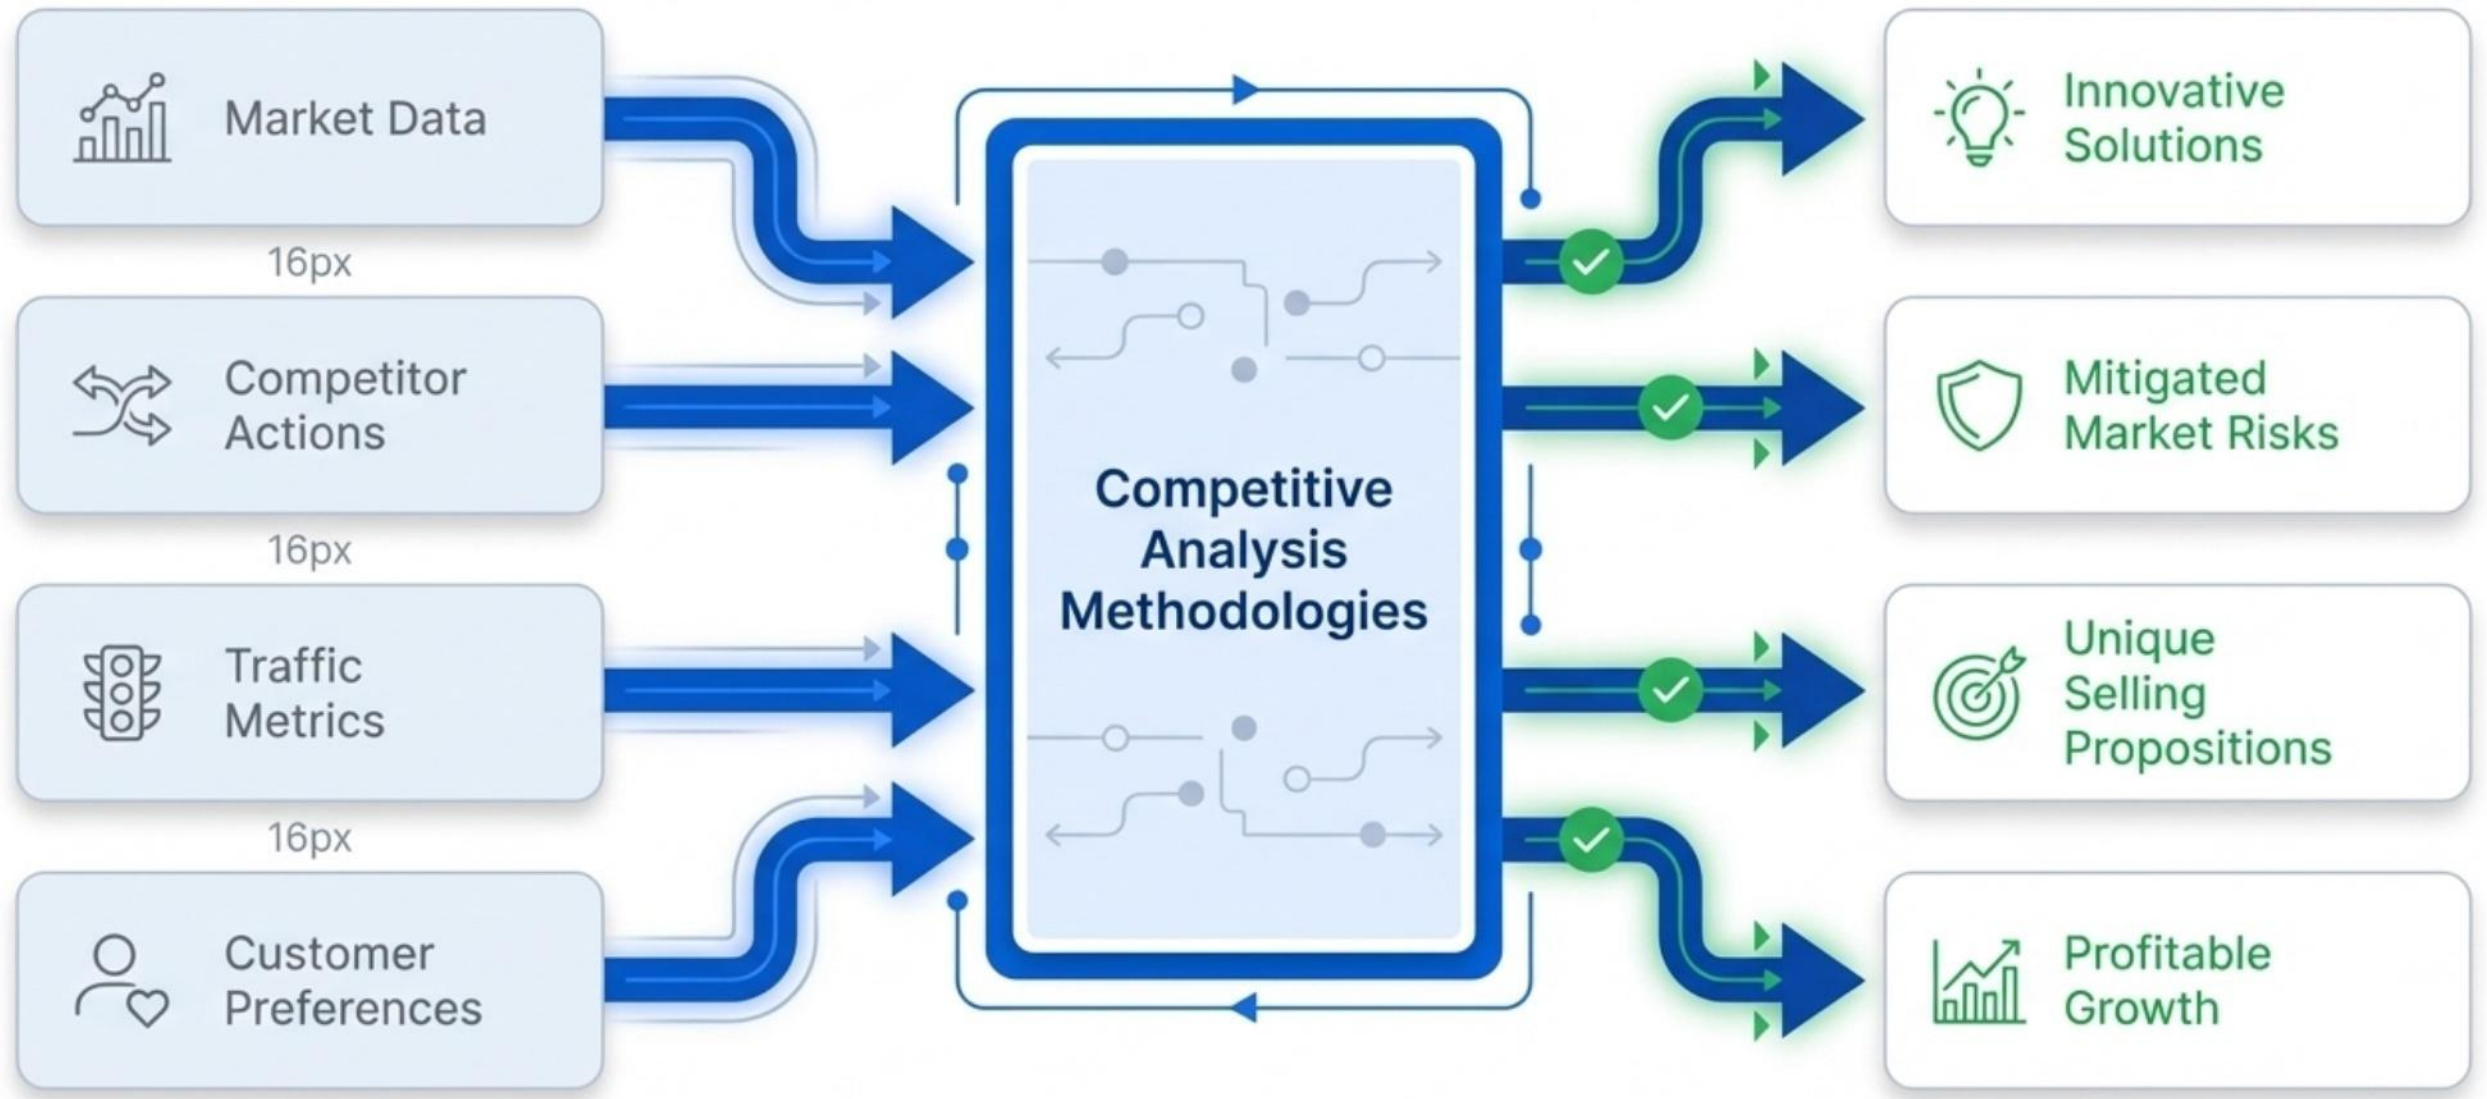 Market Data
16px
Competitor
Actions
16px
Traffic
Metrics
16px
Customer
Preferences
Competitive
Analysis
Methodologies
Innovative
Solutions
Mitigated
Market Risks
Unique
Selling
Propositions
Profitable
Growth